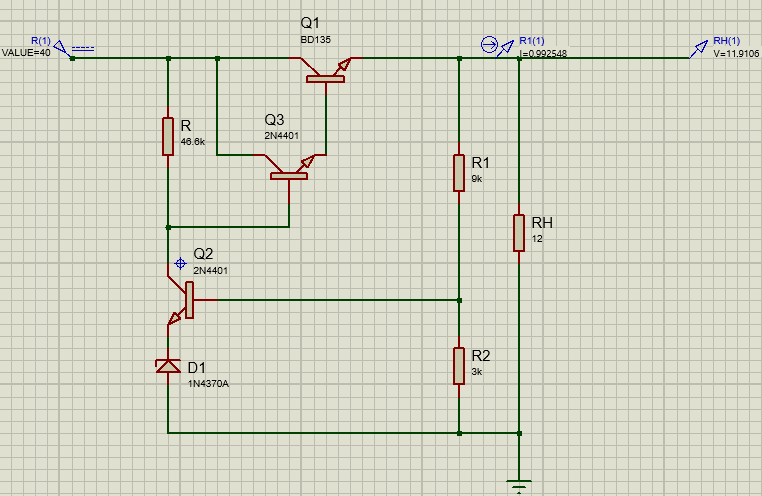 Q1
BD135
R(1)
VALUE=40
R1(1)
I=0.992548
RH(1)
V=11.9106
Q3
2N4401
R
46.6k
R1
9k
RH
12
Q2
2N4401
R2
3k
D1
1N4370A